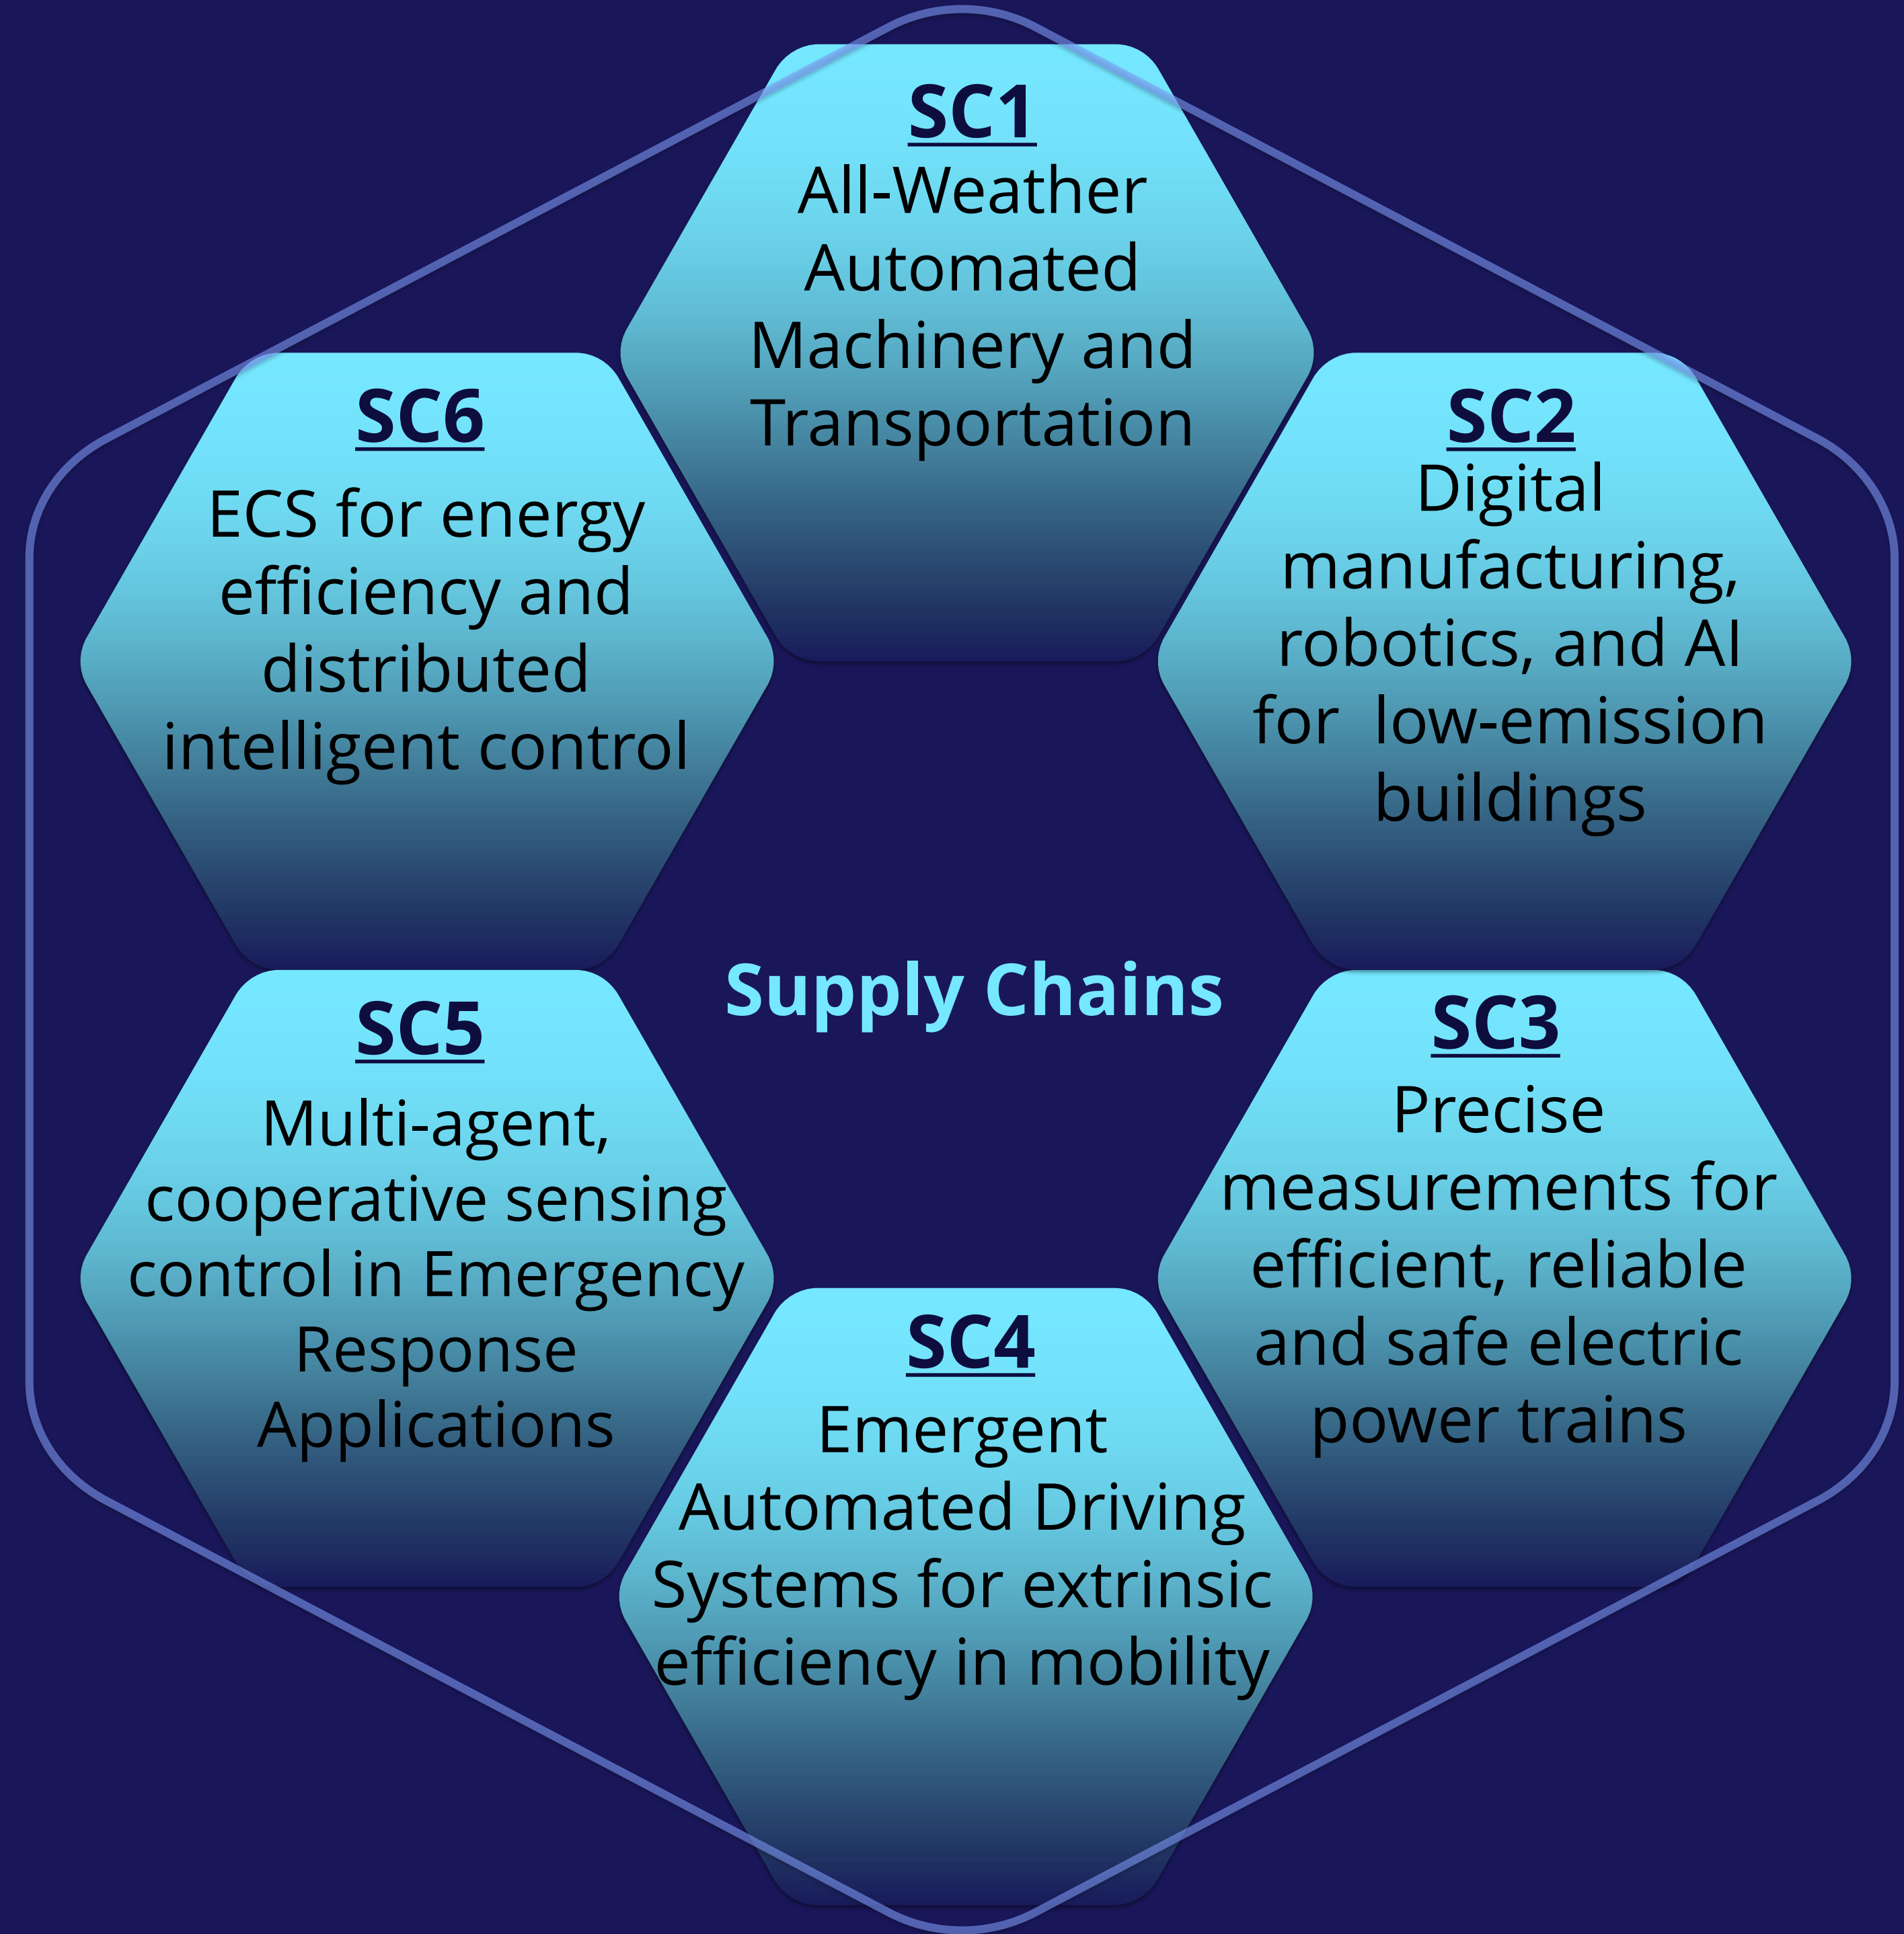 SC1
All-Weather
Automated
Machinery and
Transportation
SC2
Digital
manufacturing,
robotics, and AI
for  low-emission
buildings
SC3
Precise
measurements for
efficient, reliable
and safe electric
power trains
SC4
Emergent
Automated Driving
Systems for extrinsic
efficiency in mobility
SC5
Multi-agent,
cooperative sensing
control in Emergency
Response
Applications
SC6
ECS for energy
efficiency and
distributed
intelligent control
Supply Chains